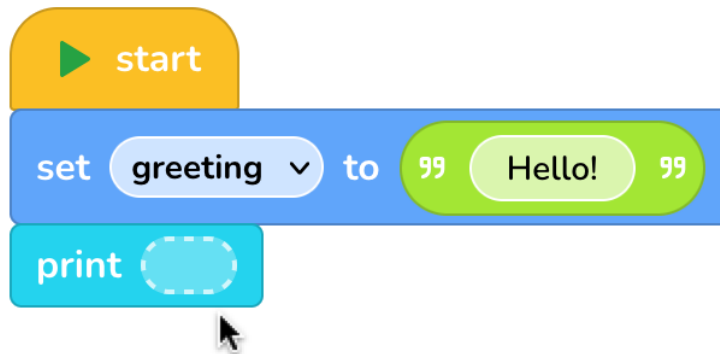 start
set greeting to ” Hello! ”
print